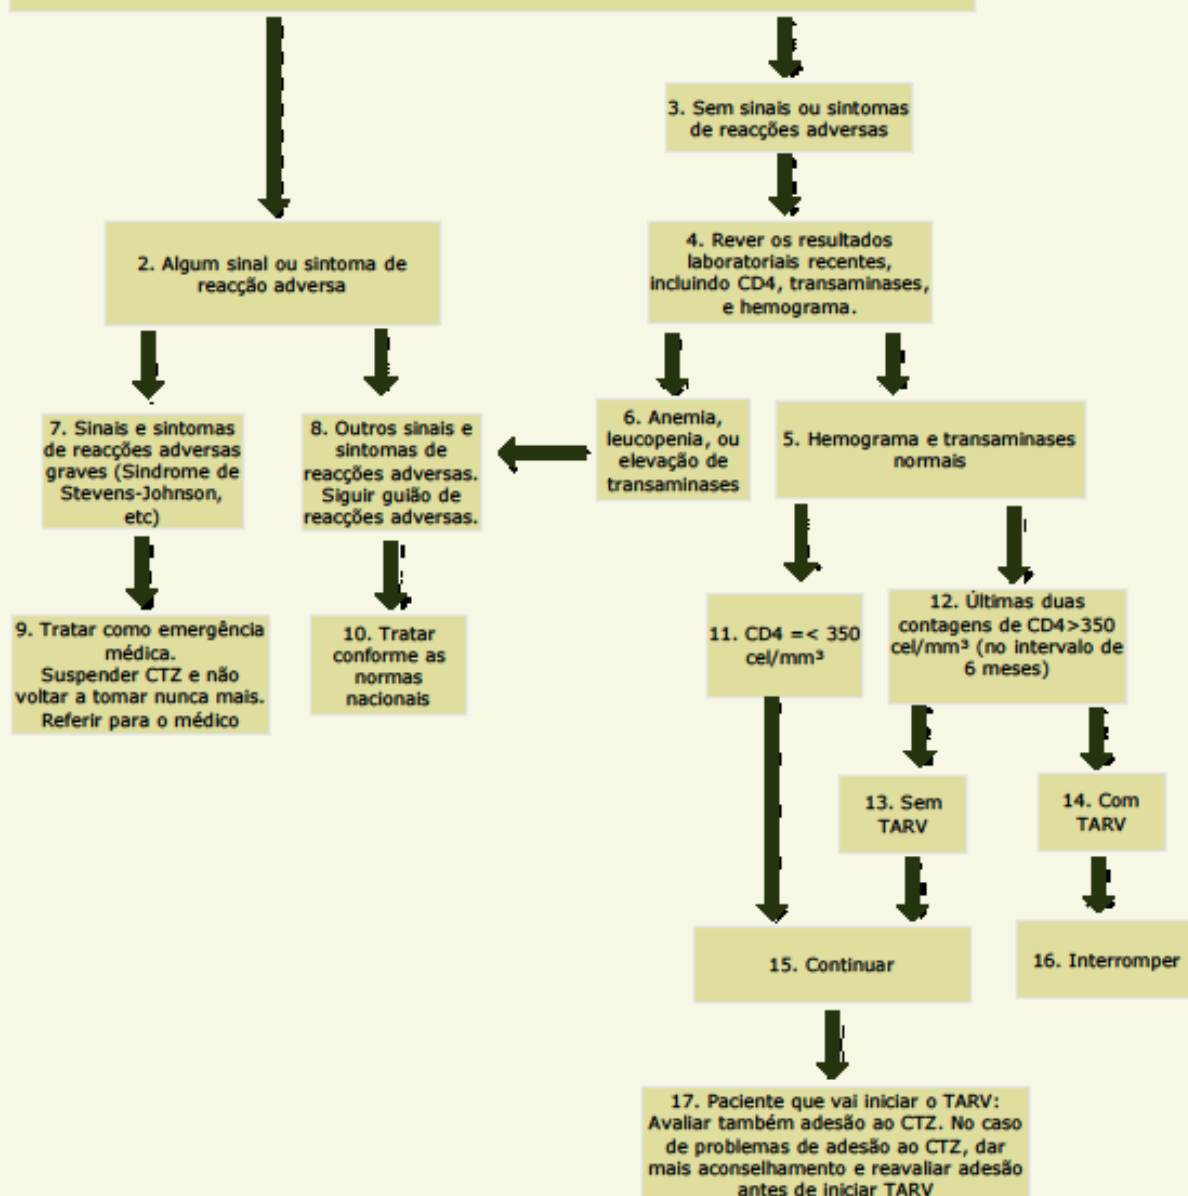 3. Sem sinais ou sintomas
de reacções adversas
2. Algum sinal ou sintoma de
reacção adversa
4. Rever os resultados
laboratoriais recentes,
incluindo CD4, transaminases,
e hemograma.
7. Sinais e sintomas
de reacções adversas
graves (Sindrome de
Stevens-Johnson,
etc)
8. Outros sinais e
sintomas de
reacções adversas.
Siguir guião de
reacções adversas.
6. Anemia,
leucopenia, ou
elevação de
transaminases
5. Hemograma e transaminases
normais
9. Tratar como emergência
médica.
Suspender CTZ e não
voltar a tomar nunca mais.
Referir para o médico
10. Tratar
conforme as
normas
nacionais
11. CD4 =< 350
cel/mm³
12. Últimas duas
contagens de CD4>350
cel/mm³ (no intervalo de
6 meses)
13. Sem
TARV
14. Com
TARV
15. Continuar
16. Interromper
17. Paciente que vai iniciar o TARV:
Avaliar também adesão ao CTZ. No caso
de problemas de adesão ao CTZ, dar
mais aconselhamento e reavaliar adesão
antes de iniciar TARV